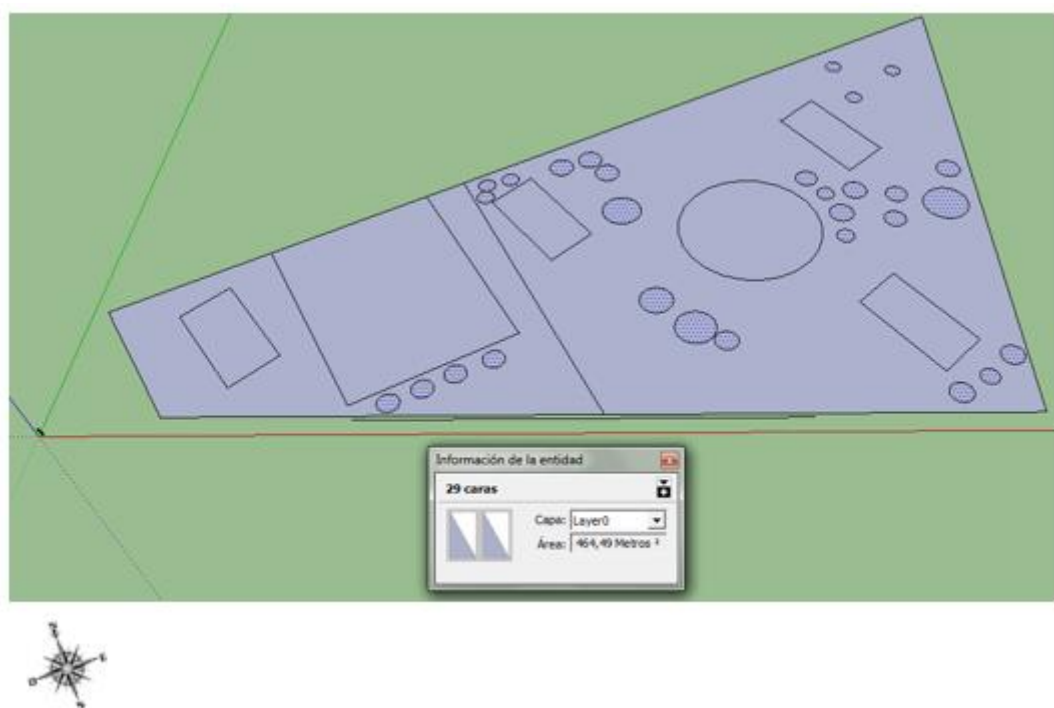 Información de la entidad
29 caras
Capa: Layer0
Área: 464,49 Metros ²
N
E
O
S